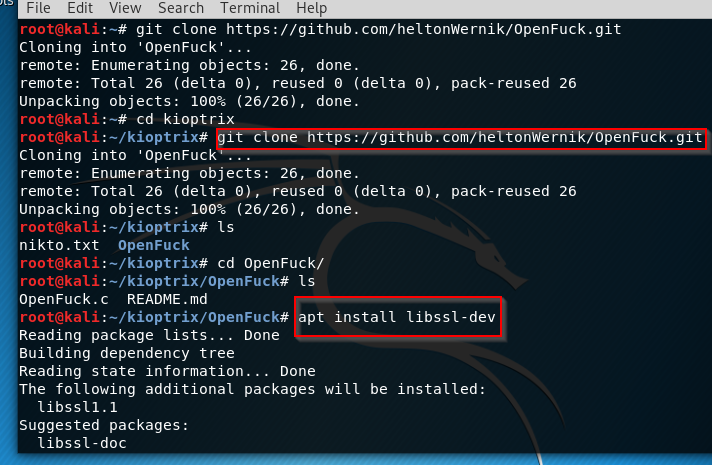 File Edit View Search Terminal Help
root@kali:~# git clone https://github.com/heltonWernik/OpenFuck.git
Cloning into 'OpenFuck'...
remote: Enumerating objects: 26, done.
remote: Total 26 (delta 0), reused 0 (delta 0), pack-reused 26
Unpacking objects: 100% (26/26), done.
root@kali:~# cd kioptrix
root@kali:~/kioptrix# git clone https://github.com/heltonWernik/OpenFuck.git
Cloning into 'OpenFuck'...
remote: Enumerating objects: 26, done.
remote: Total 26 (delta 0), reused 0 (delta 0), pack-reused 26
Unpacking objects: 100% (26/26), done.
root@kali:~/kioptrix# ls
nikto.txt  OpenFuck
root@kali:~/kioptrix# cd OpenFuck/
root@kali:~/kioptrix/OpenFuck# ls
OpenFuck.c  README.md
root@kali:~/kioptrix/OpenFuck# apt install libssl-dev
Reading package lists... Done
Building dependency tree
Reading state information... Done
The following additional packages will be installed:
  libssl1.1
Suggested packages:
  libssl-doc